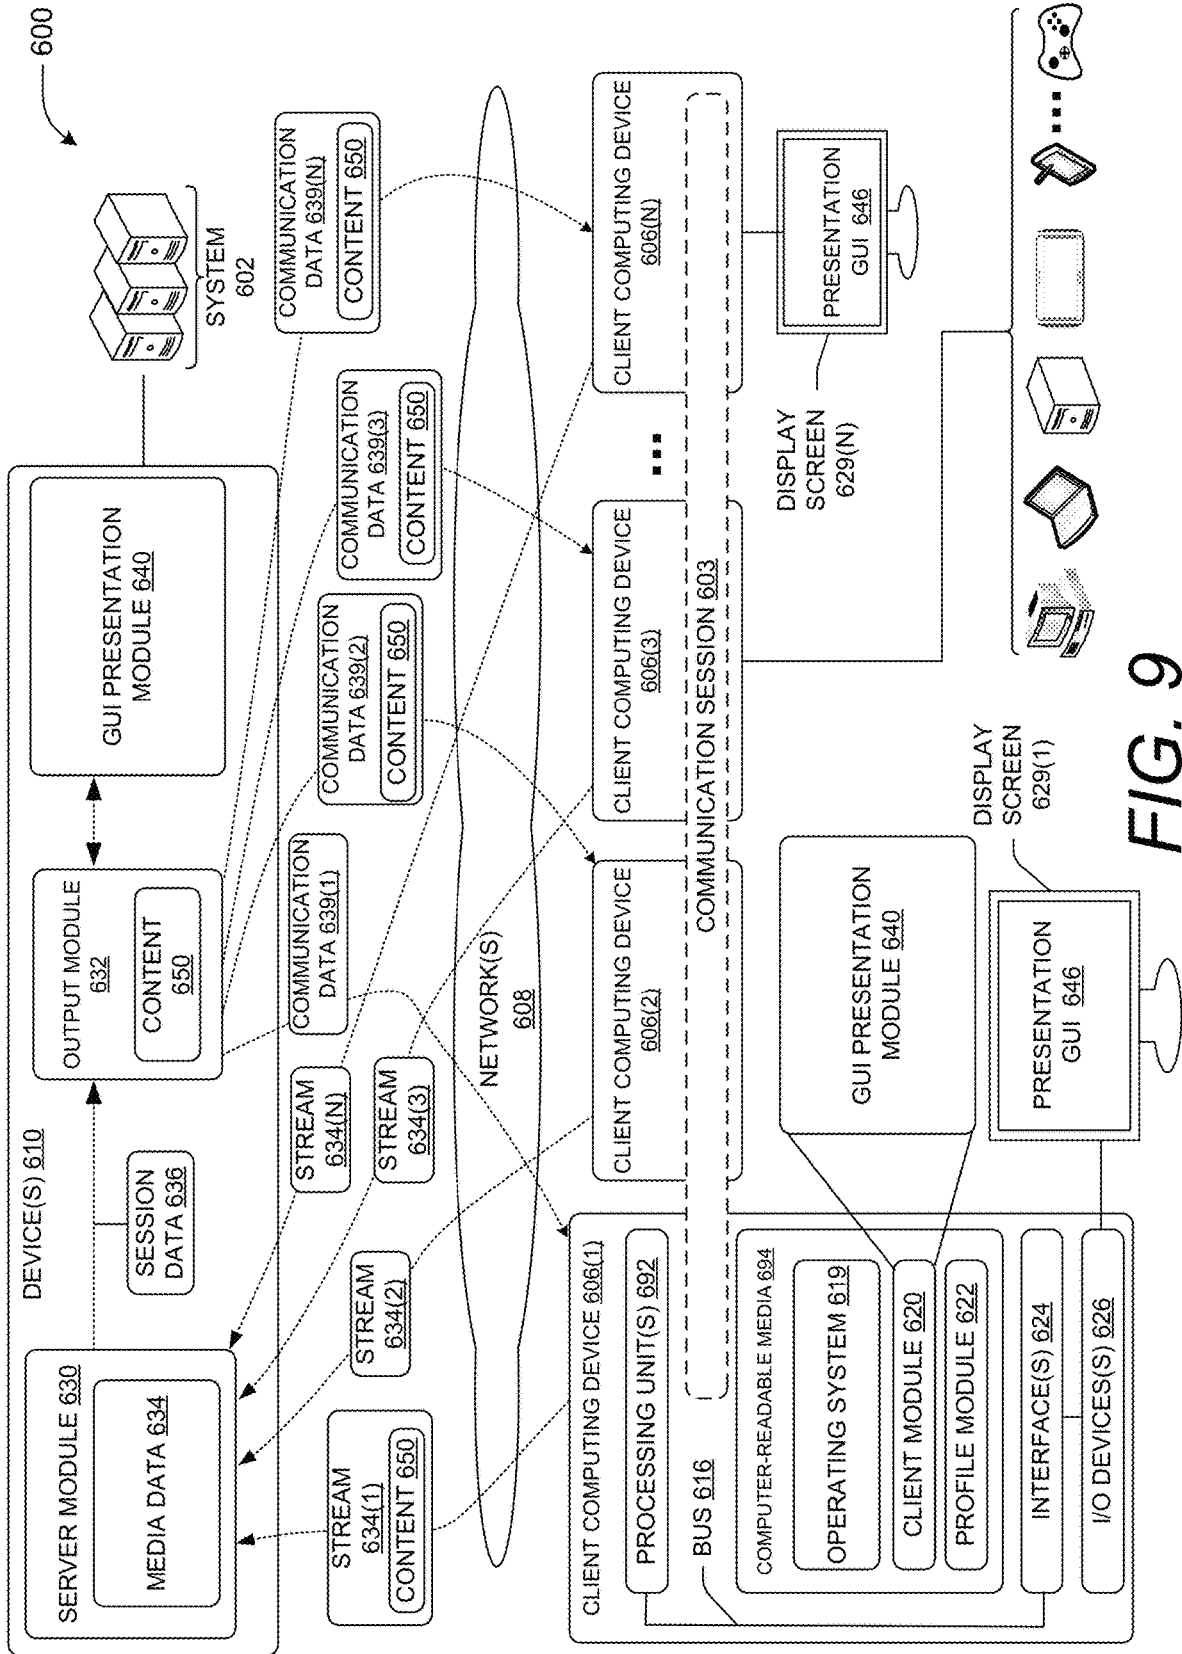 600
DEVICE(S) 610
SERVER MODULE 630
MEDIA DATA 634
SESSION
DATA 636
OUTPUT MODULE
632
CONTENT
650
GUI PRESENTATION
MODULE 640
SYSTEM
602
STREAM
634(1)
CONTENT 650
STREAM
634(2)
STREAM
634(N)
STREAM
634(3)
COMMUNICATION
DATA 639(1)
COMMUNICATION
DATA 639(2)
CONTENT 650
COMMUNICATION
DATA 639(3)
CONTENT 650
COMMUNICATION
DATA 639(N)
CONTENT 650
NETWORK(S)
608
CLIENT COMPUTING DEVICE 606(1)
PROCESSING UNIT(S) 692
BUS 616
COMPUTER-READABLE MEDIA 694
OPERATING SYSTEM 619
CLIENT MODULE 620
PROFILE MODULE 622
INTERFACE(S) 624
I/O DEVICES(S) 626
CLIENT COMPUTING DEVICE
606(2)
CLIENT COMPUTING DEVICE
606(3)
CLIENT COMPUTING DEVICE
606(N)
COMMUNICATION SESSION 603
GUI PRESENTATION
MODULE 640
PRESENTATION
GUI 646
DISPLAY
SCREEN
629(1)
DISPLAY
SCREEN
629(N)
PRESENTATION
GUI 646
FIG. 9